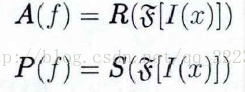 A(f) = R(𝔉[I(x)])
P(f) = S(𝔉[I(x)])